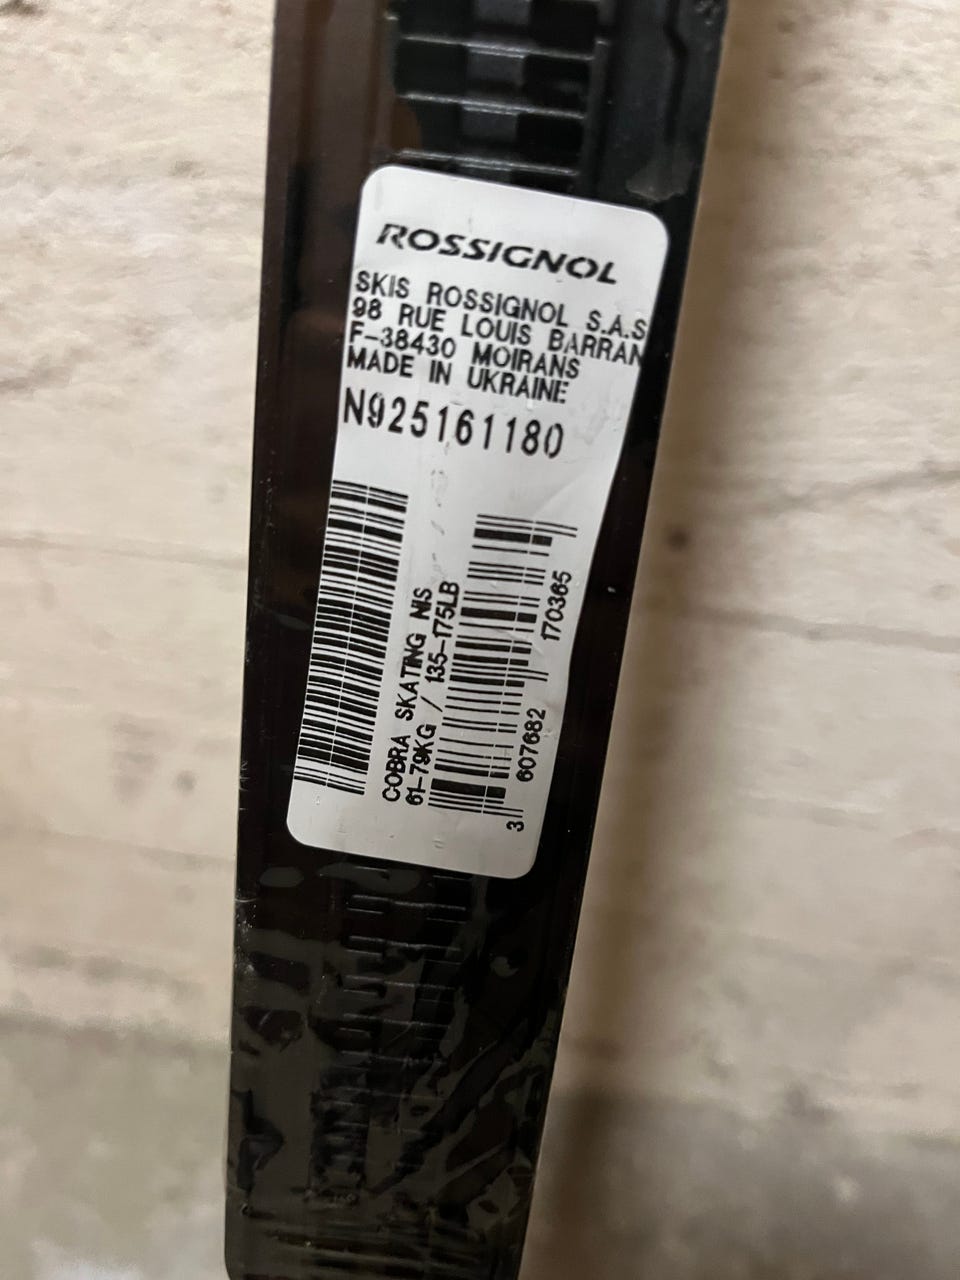 ROSSIGNOL
SKIS ROSSIGNOL S.A.S
98 RUE LOUIS BARRAN
F-38430 MOIRANS
MADE IN UKRAINE
N925161180
COBRA SKATING NIS
61-79KG / 135-175LB
3 607682 170365